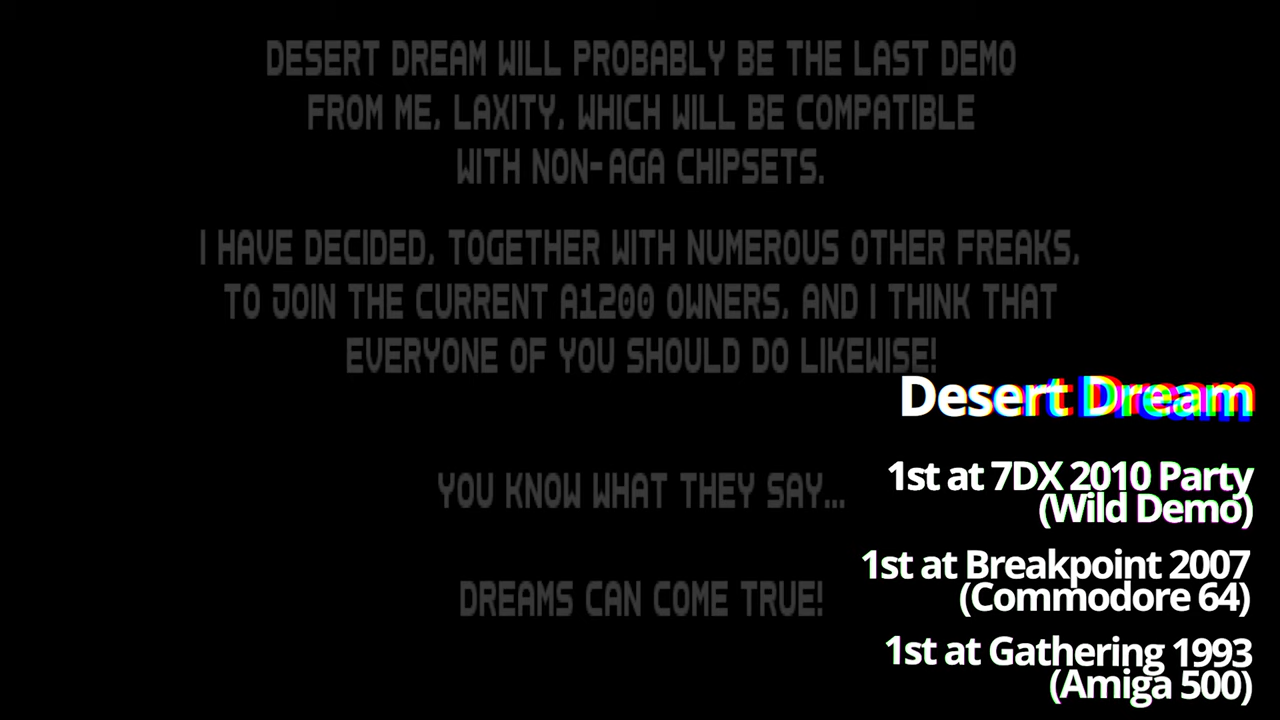 DESERT DREAM WILL PROBABLY BE THE LAST DEMO
FROM ME, LAXITY, WHICH WILL BE COMPATIBLE
WITH NON-AGA CHIPSETS.
I HAVE DECIDED, TOGETHER WITH NUMEROUS OTHER FREAKS,
TO JOIN THE CURRENT A1200 OWNERS, AND I THINK THAT
EVERYONE OF YOU SHOULD DO LIKEWISE!
YOU KNOW WHAT THEY SAY...
DREAMS CAN COME TRUE!
Desert Dream
1st at 7DX 2010 Party
(Wild Demo)
1st at Breakpoint 2007
(Commodore 64)
1st at Gathering 1993
(Amiga 500)